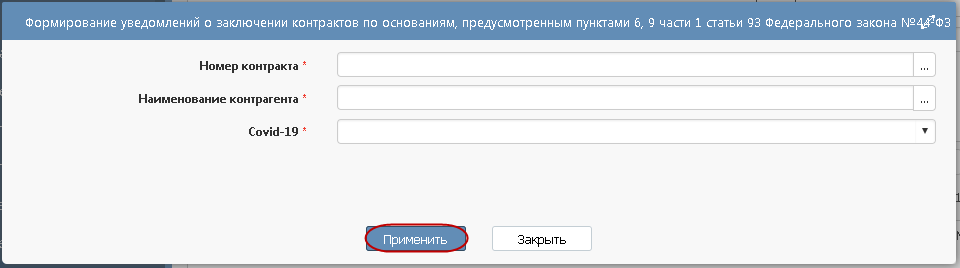 Формирование уведомлений о заключении контрактов по основаниям, предусмотренным пунктами 6, 9 части 1 статьи 93 Федерального закона №44-ФЗ
Номер контракта *
...
Наименование контрагента *
...
Covid-19 *
Применить Закрыть